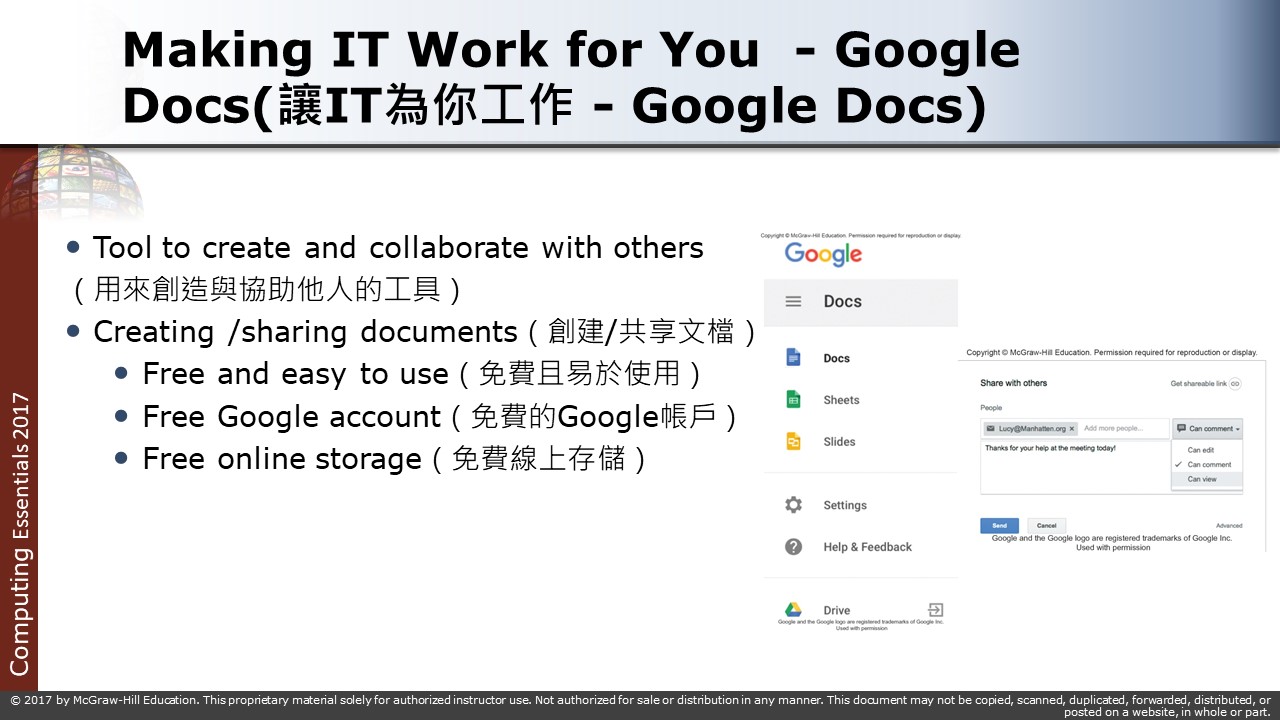 Making IT Work for You  - Google
Docs(讓IT為你工作 - Google Docs)
Tool to create and collaborate with others
（用來創造與協助他人的工具）
Creating /sharing documents（創建/共享文檔）
Free and easy to use（免費且易於使用）
Free Google account（免費的Google帳戶）
Free online storage（免費線上存儲）
Copyright © McGraw-Hill Education. Permission required for reproduction or display.
Google
Docs
Docs
Sheets
Slides
Settings
Help & Feedback
Drive
Google and the Google logo are registered trademarks of Google Inc.
Used with permission
Copyright © McGraw-Hill Education. Permission required for reproduction or display.
Share with others
Get shareable link
People
Lucy@Manhatten.org ×
Add more people...
Can comment
Thanks for your help at the meeting today!
Can edit
✓ Can comment
Can view
Send
Cancel
Advanced
Google and the Google logo are registered trademarks of Google Inc.
Used with permission
Computing Essentials 2017
© 2017 by McGraw-Hill Education. This proprietary material solely for authorized instructor use. Not authorized for sale or distribution in any manner. This document may not be copied, scanned, duplicated, forwarded, distributed, or
posted on a website, in whole or part.